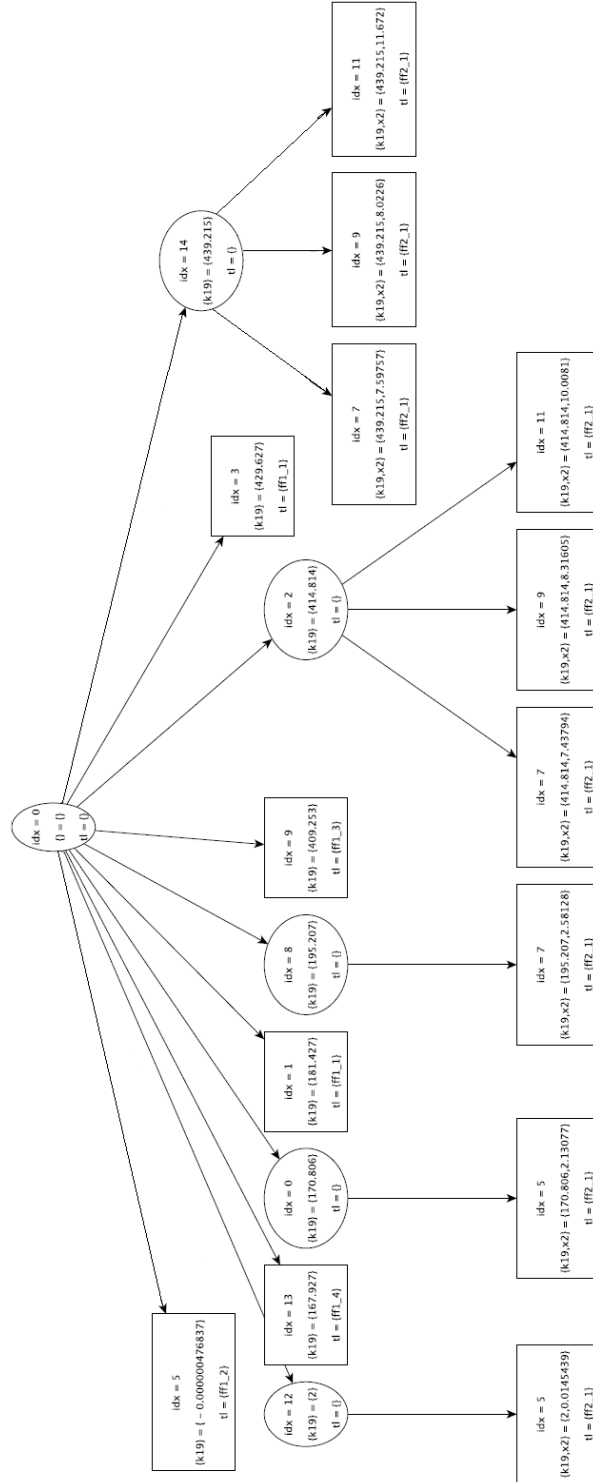 idx = 0
{} = {}
tl = {}
idx = 5
{k19} = { − 0.000000476837}
tl = {ff1_2}
idx = 12
{k19} = {2}
tl = {}
idx = 13
{k19} = {167.927}
tl = {ff1_4}
idx = 0
{k19} = {170.806}
tl = {}
idx = 1
{k19} = {181.427}
tl = {ff1_1}
idx = 8
{k19} = {195.207}
tl = {}
idx = 9
{k19} = {409.253}
tl = {ff1_3}
idx = 2
{k19} = {414.814}
tl = {}
idx = 3
{k19} = {429.627}
tl = {ff1_1}
idx = 14
{k19} = {439.215}
tl = {}
idx = 5
{k19,x2} = {2,0.0145439}
tl = {ff2_1}
idx = 5
{k19,x2} = {170.806,2.13077}
tl = {ff2_1}
idx = 7
{k19,x2} = {195.207,2.58128}
tl = {ff2_1}
idx = 7
{k19,x2} = {414.814,7.43794}
tl = {ff2_1}
idx = 9
{k19,x2} = {414.814,8.31605}
tl = {ff2_1}
idx = 11
{k19,x2} = {414.814,10.0081}
tl = {ff2_1}
idx = 7
{k19,x2} = {439.215,7.59757}
tl = {ff2_1}
idx = 9
{k19,x2} = {439.215,8.0226}
tl = {ff2_1}
idx = 11
{k19,x2} = {439.215,11.672}
tl = {ff2_1}